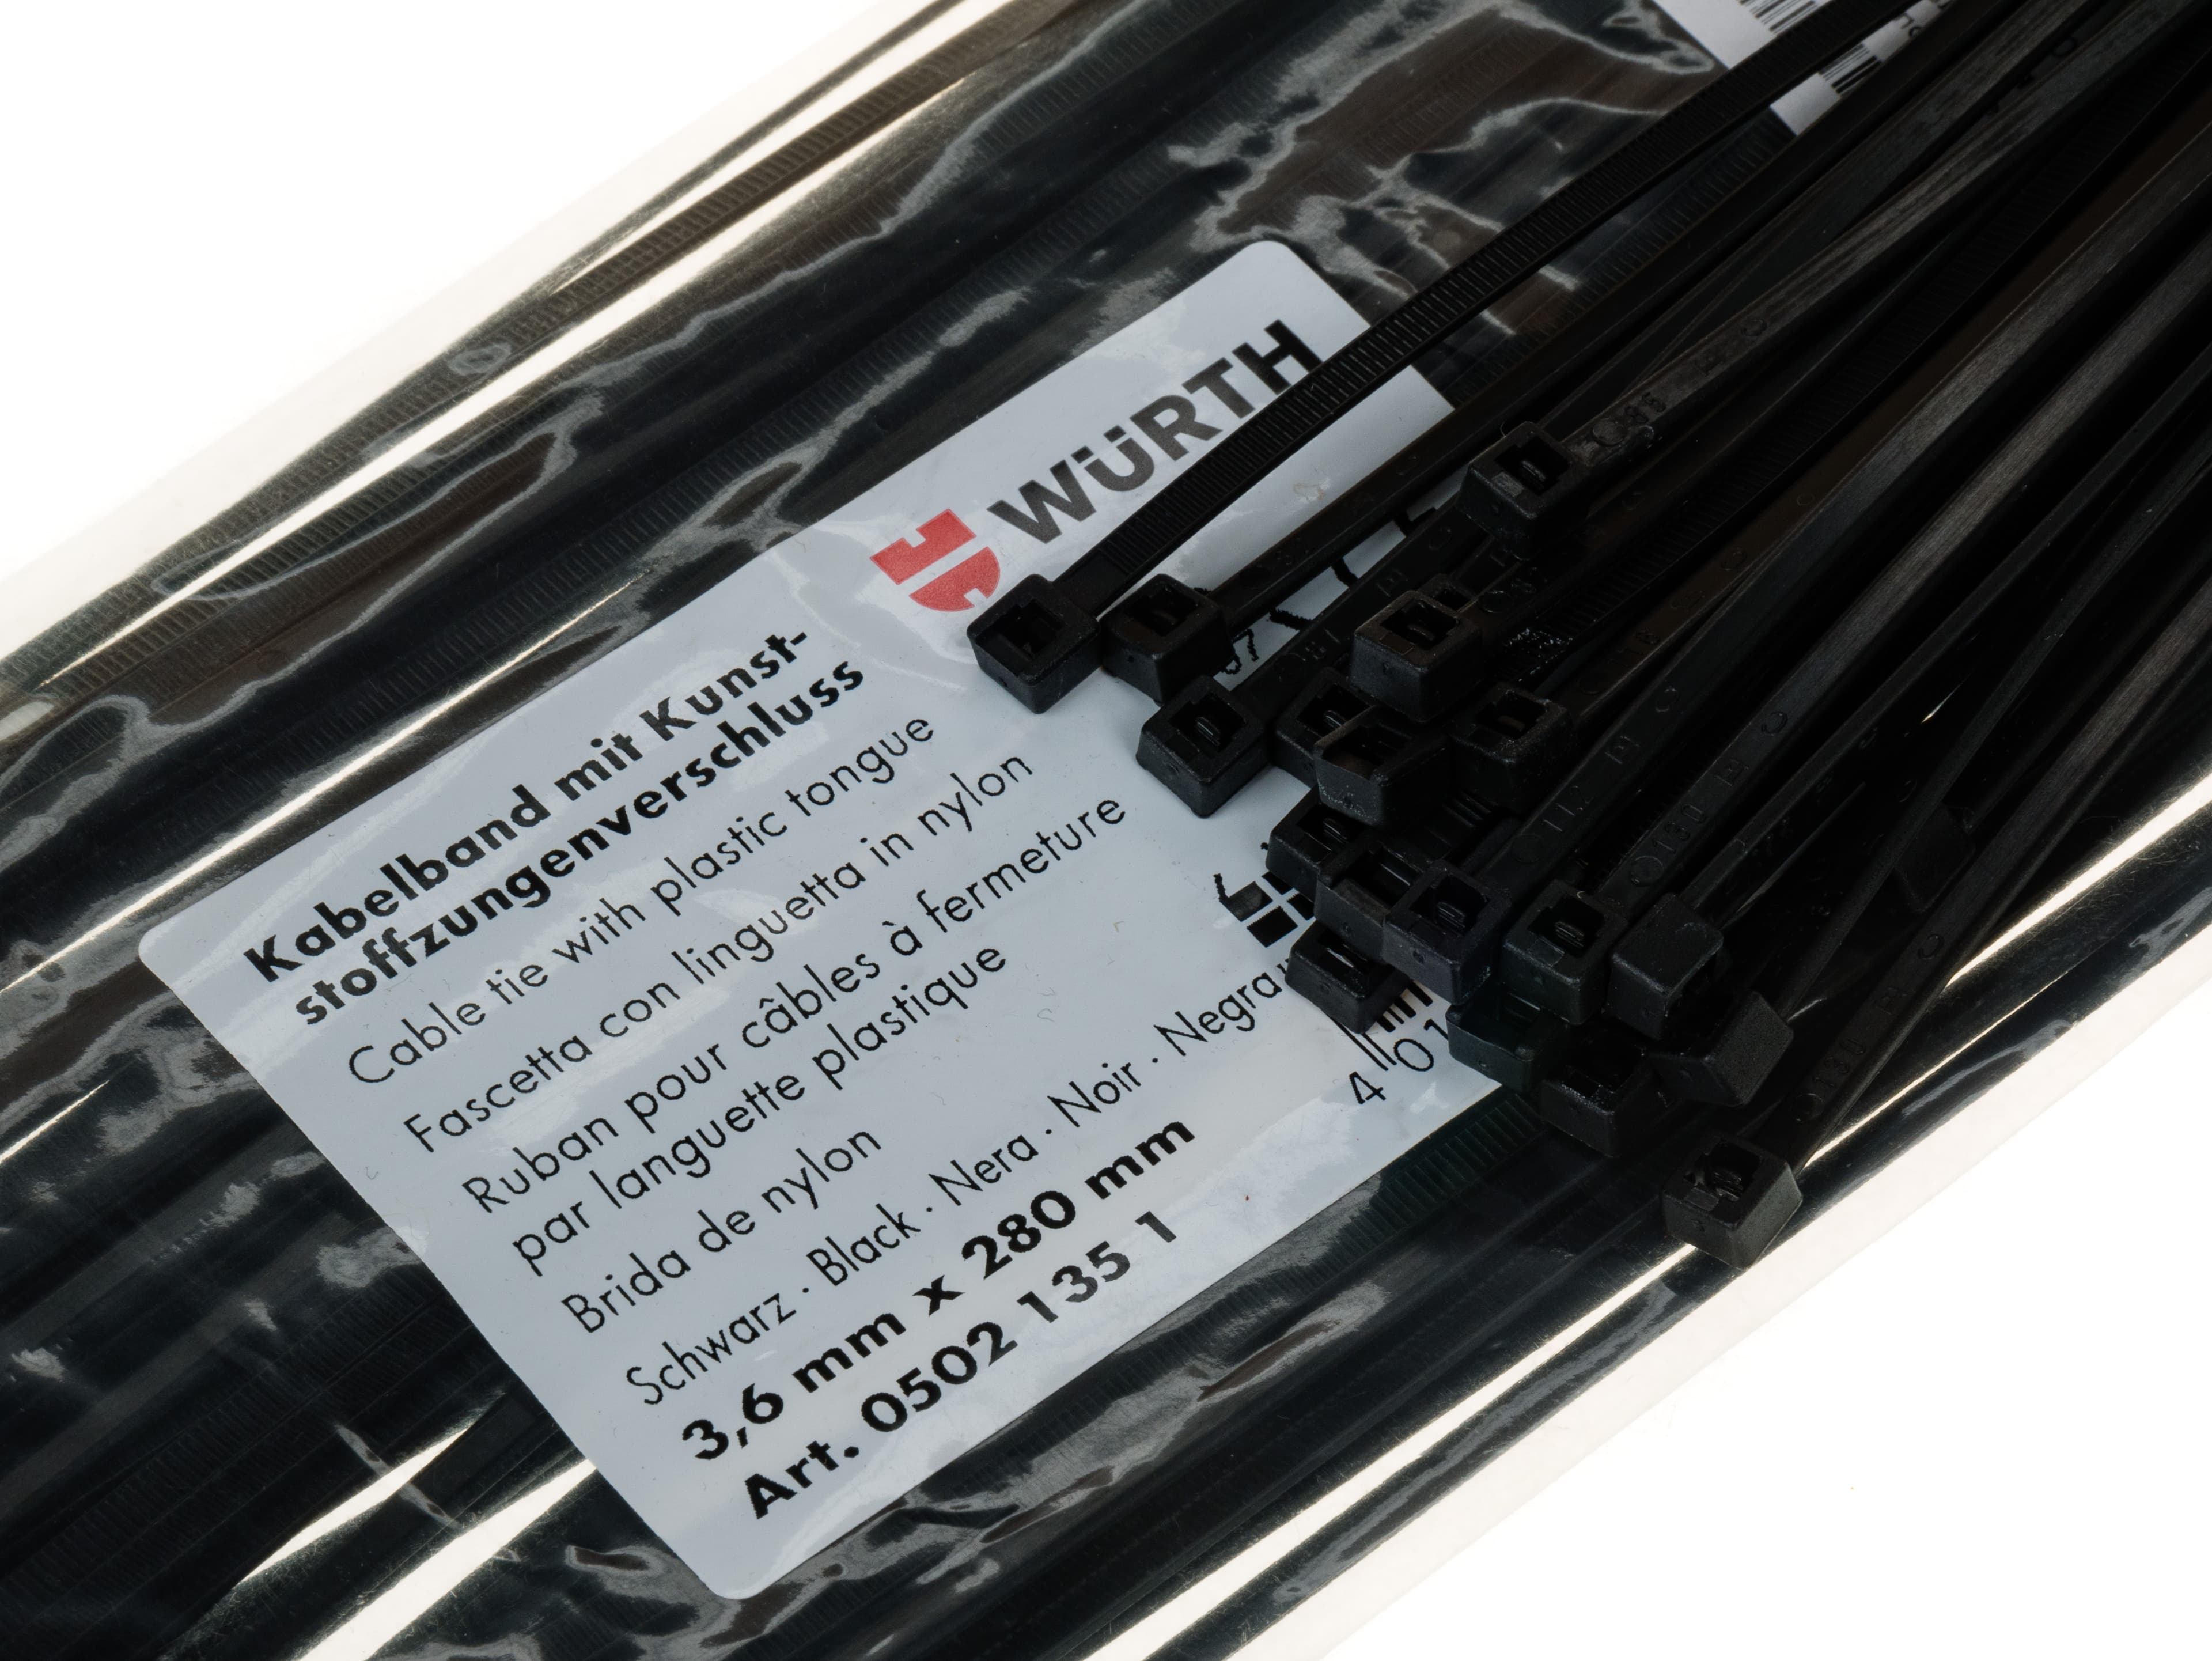 WÜRTH
Kabelband mit Kunst-
stoffzungenverschluss
Cable tie with plastic tongue
Fascetta con linguetta in nylon
Ruban pour câbles à fermeture
par languette plastique
Brida de nylon
Schwarz · Black · Nera · Noir · Negra
3,6 mm x 280 mm
Art. 0502 135 1
4 01